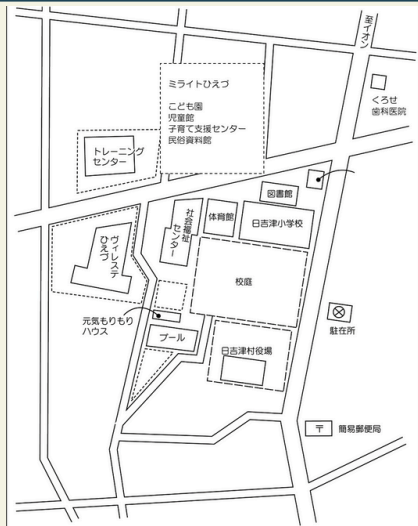 至イオン
ミライトひえづ
こども園
児童館
子育て支援センター
民俗資料館
くろせ
歯科医院
トレーニング
センター
図書館
体育館
日吉津小学校
社会福祉
センター
ヴィレステ
ひえづ
校庭
元気もりもり
ハウス
プール
駐在所
日吉津村役場
〒 簡易郵便局